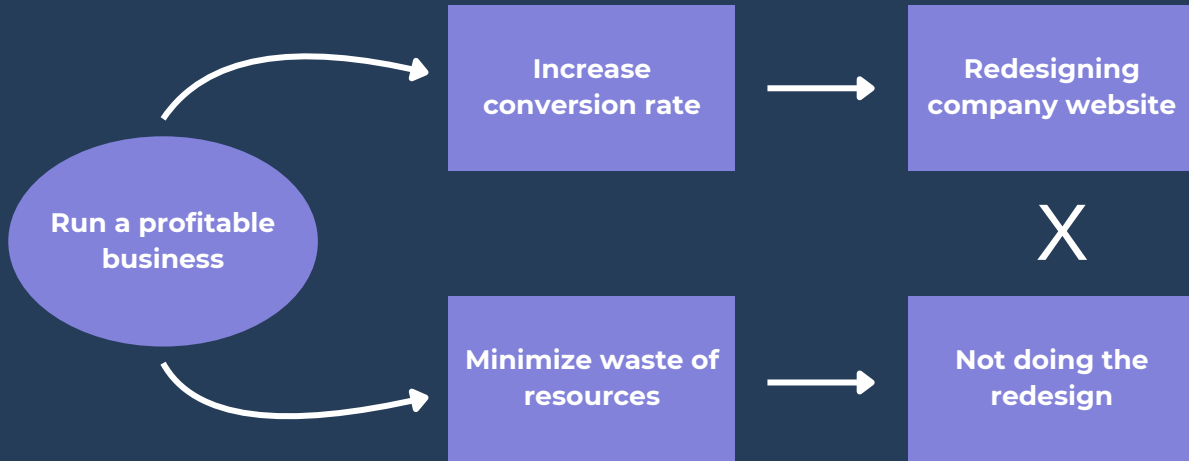 Increase
conversion rate
Redesigning
company website
Run a profitable
business
X
Minimize waste of
resources
Not doing the
redesign